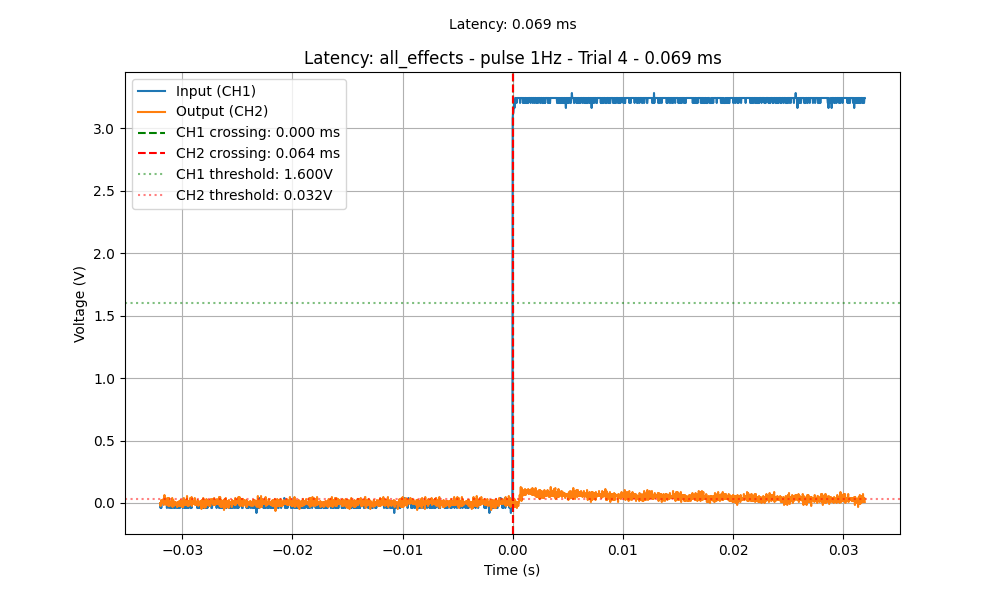 Latency: 0.069 ms
Latency: all_effects - pulse 1Hz - Trial 4 - 0.069 ms
Input (CH1)
Output (CH2)
CH1 crossing: 0.000 ms
CH2 crossing: 0.064 ms
CH1 threshold: 1.600V
CH2 threshold: 0.032V
3.0
2.5
2.0
1.5
1.0
0.5
0.0
Voltage (V)
−0.03 −0.02 −0.01 0.00 0.01 0.02 0.03
Time (s)